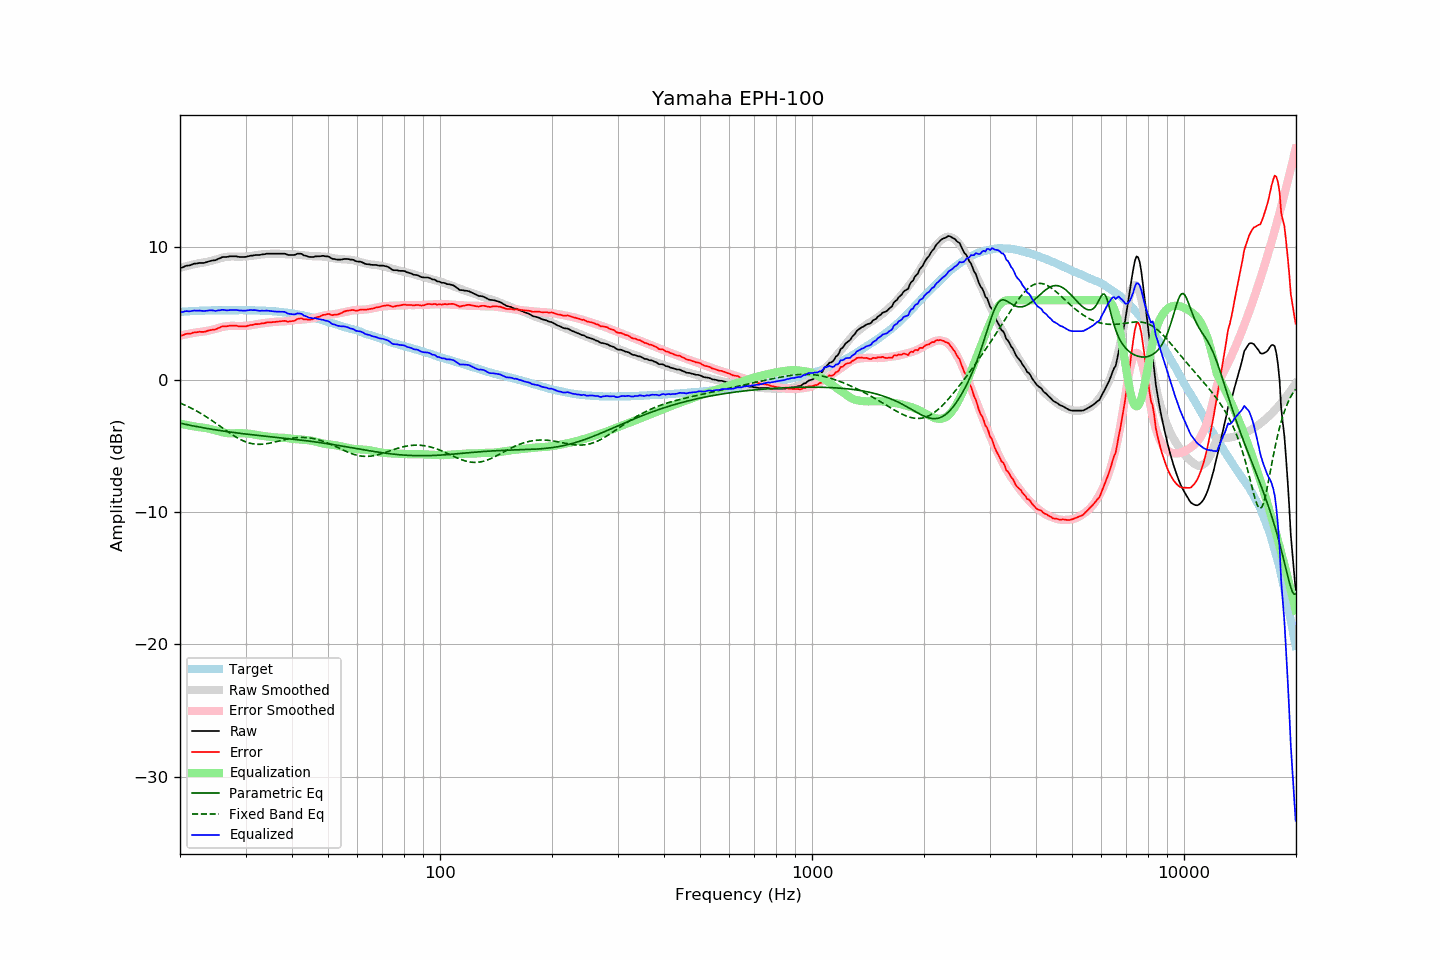 Yamaha EPH-100
Amplitude (dBr)
10
0
−10
−20
−30
Target
Raw Smoothed
Error Smoothed
Raw
Error
Equalization
Parametric Eq
Fixed Band Eq
Equalized
100
1000
10000
Frequency (Hz)